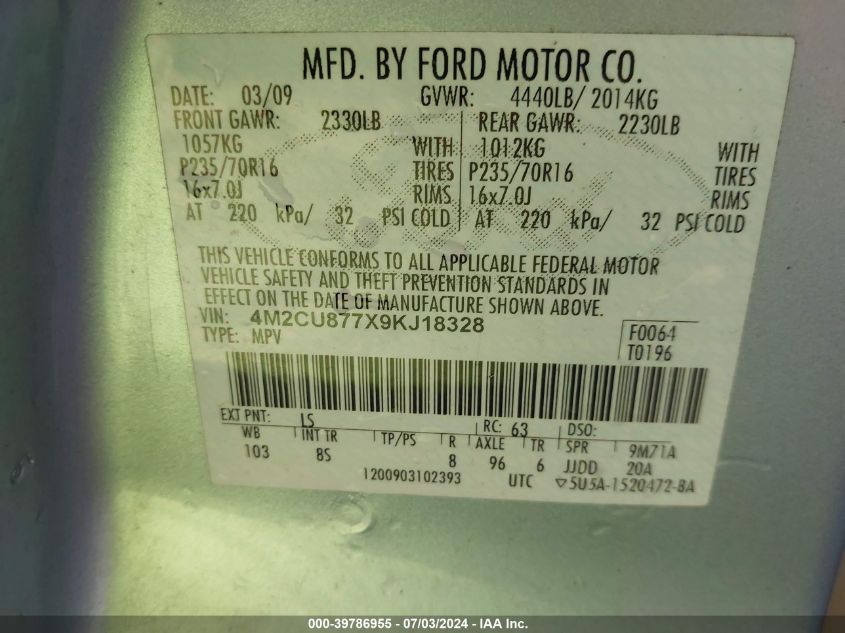 MFD. BY FORD MOTOR CO.
DATE: 03/09 GVWR: 4440LB/ 2014KG
FRONT GAWR: 2330LB REAR GAWR: 2230LB
1057KG WITH 1012KG WITH
P235/70R16 TIRES P235/70R16 TIRES
16x7.0J RIMS 16x7.0J RIMS
AT 220 kPa/ 32 PSI COLD AT 220 kPa/ 32 PSI COLD
THIS VEHICLE CONFORMS TO ALL APPLICABLE FEDERAL MOTOR
VEHICLE SAFETY AND THEFT PREVENTION STANDARDS IN
EFFECT ON THE DATE OF MANUFACTURE SHOWN ABOVE.
VIN: 4M2CU877X9KJ18328 F0064
TYPE: MPV T0196
EXT PNT: LS RC: 63 DSO:
WB INT TR TP/PS R AXLE TR SPR 9M71A
103 8S 8 96 6 JJDD 20A
1200903102393 UTC ▽5U5A-1520472-BA
000-39786955 - 07/03/2024 - IAA Inc.